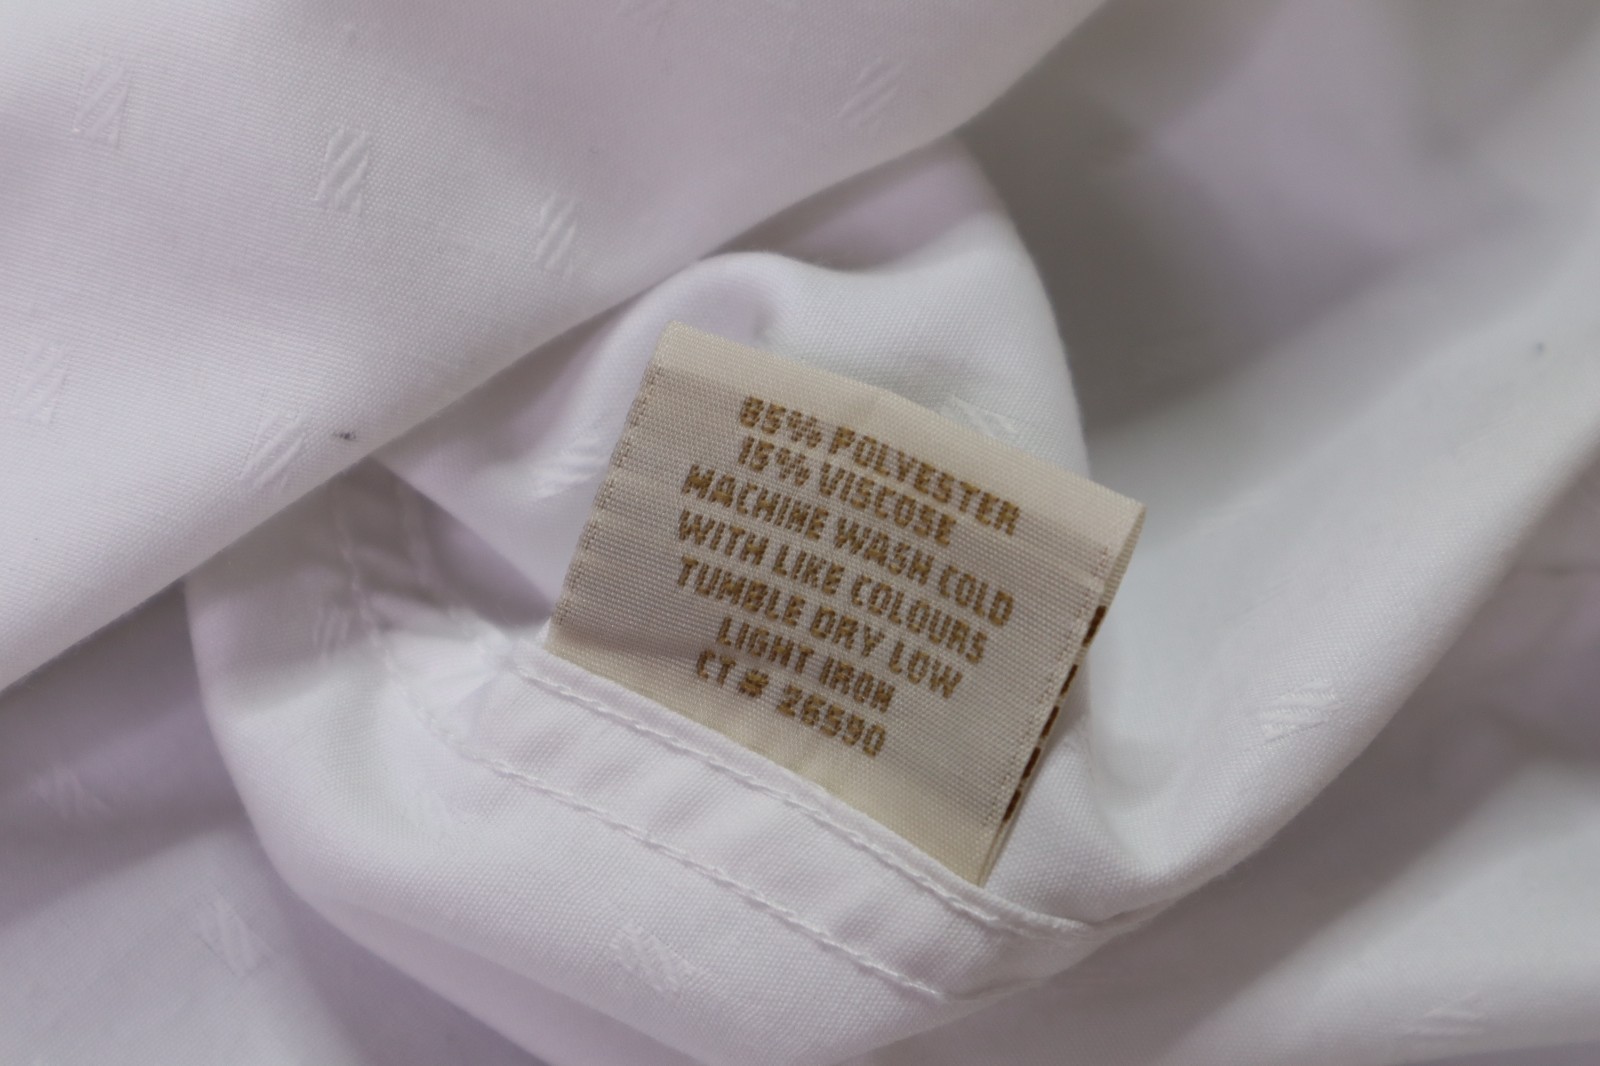 85% POLYESTER
15% VISCOSE
MACHINE WASH COLD
WITH LIKE COLOURS
TUMBLE DRY LOW
LIGHT IRON
CT# 26590